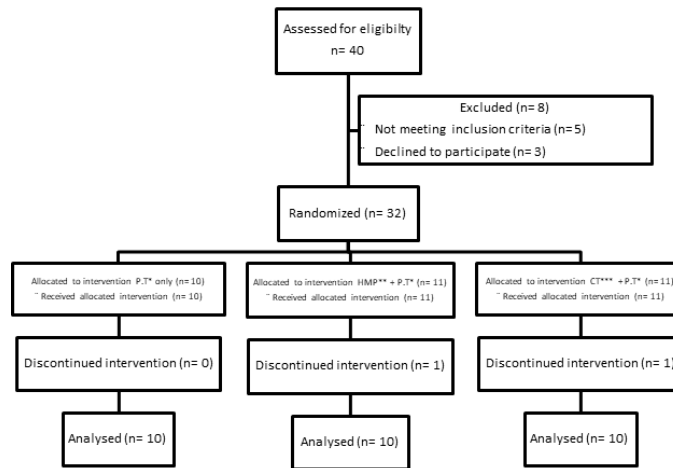 Assessed for eligibilty
n= 40
Excluded (n= 8)
¨ Not meeting inclusion criteria (n=5)
¨ Declined to participate (n= 3)
Randomized (n= 32)
Allocated to intervention P.T* only (n=10)
¨ Received allocated intervention (n= 10)
Allocated to intervention HMP** + P.T* (n= 11)
¨ Received allocated intervention (n= 11)
Allocated to intervention CT*** +P.T* (n=11)
¨ Received allocated intervention (n= 11)
Discontinued intervention (n= 0)
Discontinued intervention (n= 1)
Discontinued intervention (n= 1)
Analysed (n= 10)
Analysed (n= 10)
Analysed (n= 10)